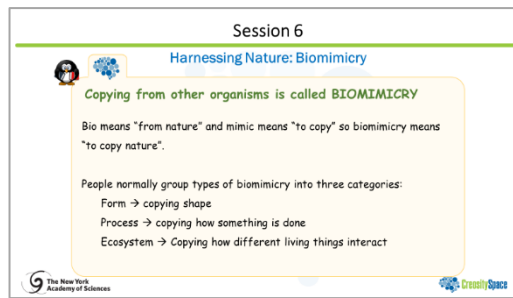 Session 6
Harnessing Nature: Biomimicry
Copying from other organisms is called BIOMIMICRY
Bio means “from nature” and mimic means “to copy” so biomimicry means
“to copy nature”.
People normally group types of biomimicry into three categories:
Form → copying shape
Process → copying how something is done
Ecosystem → Copying how different living things interact
The New York
Academy of Sciences
CreositySpace